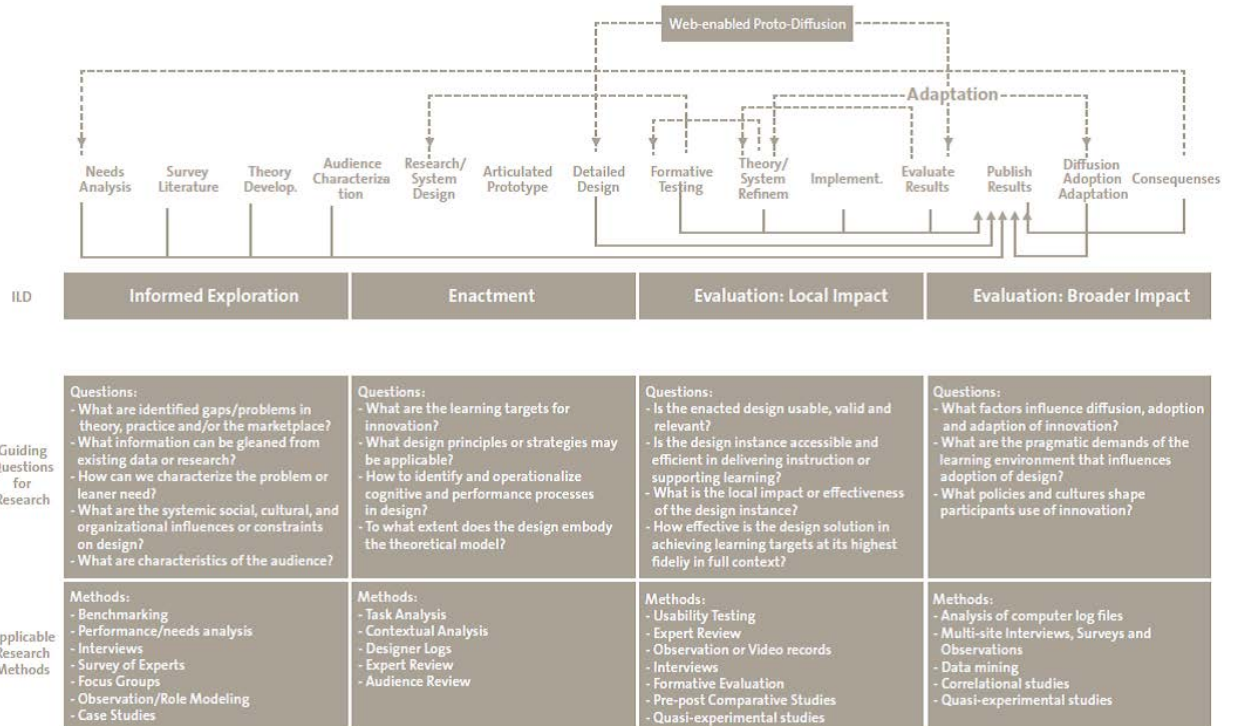 Web-enabled Proto-Diffusion
Adaptation
Needs
Analysis
Survey
Literature
Theory
Develop.
Audience
Characteriza
tion
Research/
System
Design
Articulated
Prototype
Detailed
Design
Formative
Testing
Theory/
System
Refinem
Implement.
Evaluate
Results
Publish
Results
Diffusion
Adoption
Adaptation
Consequenses
ILD
Informed Exploration
Enactment
Evaluation: Local Impact
Evaluation: Broader Impact
Guiding
Questions
for
Research
Questions:
- What are identified gaps/problems in
theory, practice and/or the marketplace?
- What information can be gleaned from
existing data or research?
- How can we characterize the problem or
leaner need?
- What are the systemic social, cultural, and
organizational influences or constraints
on design?
- What are characteristics of the audience?
Questions:
- What are the learning targets for
innovation?
- What design principles or strategies may
be applicable?
- How to identify and operationalize
cognitive and performance processes
in design?
- To what extent does the design embody
the theoretical model?
Questions:
- Is the enacted design usable, valid and
relevant?
- Is the design instance accessible and
efficient in delivering instruction or
supporting learning?
- What is the local impact or effectiveness
of the design instance?
- How effective is the design solution in
achieving learning targets at its highest
fideliy in full context?
Questions:
- What factors influence diffusion, adoption
and adaption of innovation?
- What are the pragmatic demands of the
learning environment that influences
adoption of design?
- What policies and cultures shape
participants use of innovation?
Applicable
Research
Methods
Methods:
- Benchmarking
- Performance/needs analysis
- Interviews
- Survey of Experts
- Focus Groups
- Observation/Role Modeling
- Case Studies
Methods:
- Task Analysis
- Contextual Analysis
- Designer Logs
- Expert Review
- Audience Review
Methods:
- Usability Testing
- Expert Review
- Observation or Video records
- Interviews
- Formative Evaluation
- Pre-post Comparative Studies
- Quasi-experimental studies
Methods:
- Analysis of computer log files
- Multi-site Interviews, Surveys and
Observations
- Data mining
- Correlational studies
- Quasi-experimental studies